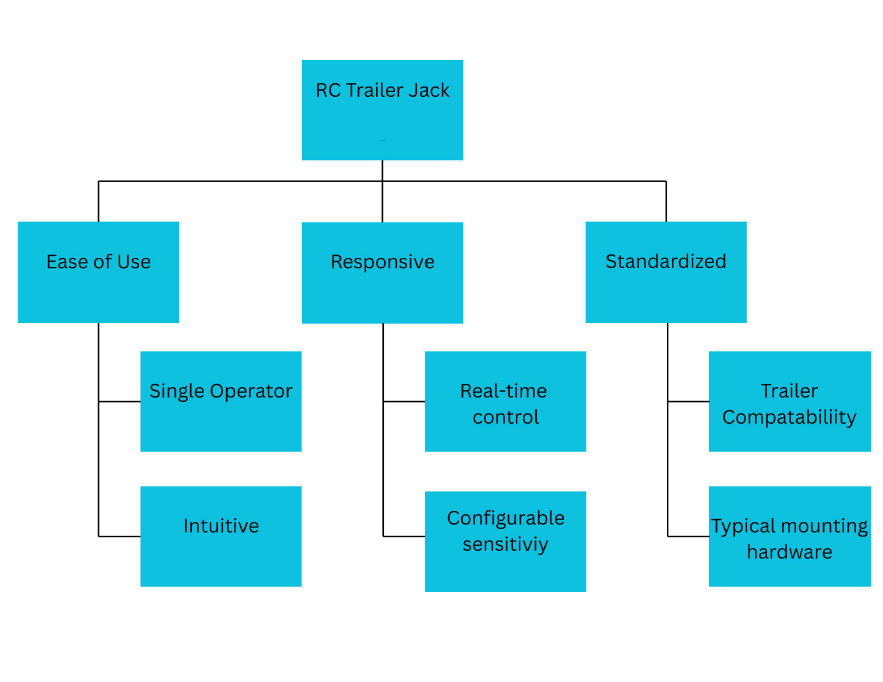 RC Trailer Jack
Ease of Use
Responsive
Standardized
Single Operator
Real-time
control
Trailer
Compatabiliity
Intuitive
Configurable
sensitiviy
Typical mounting
hardware